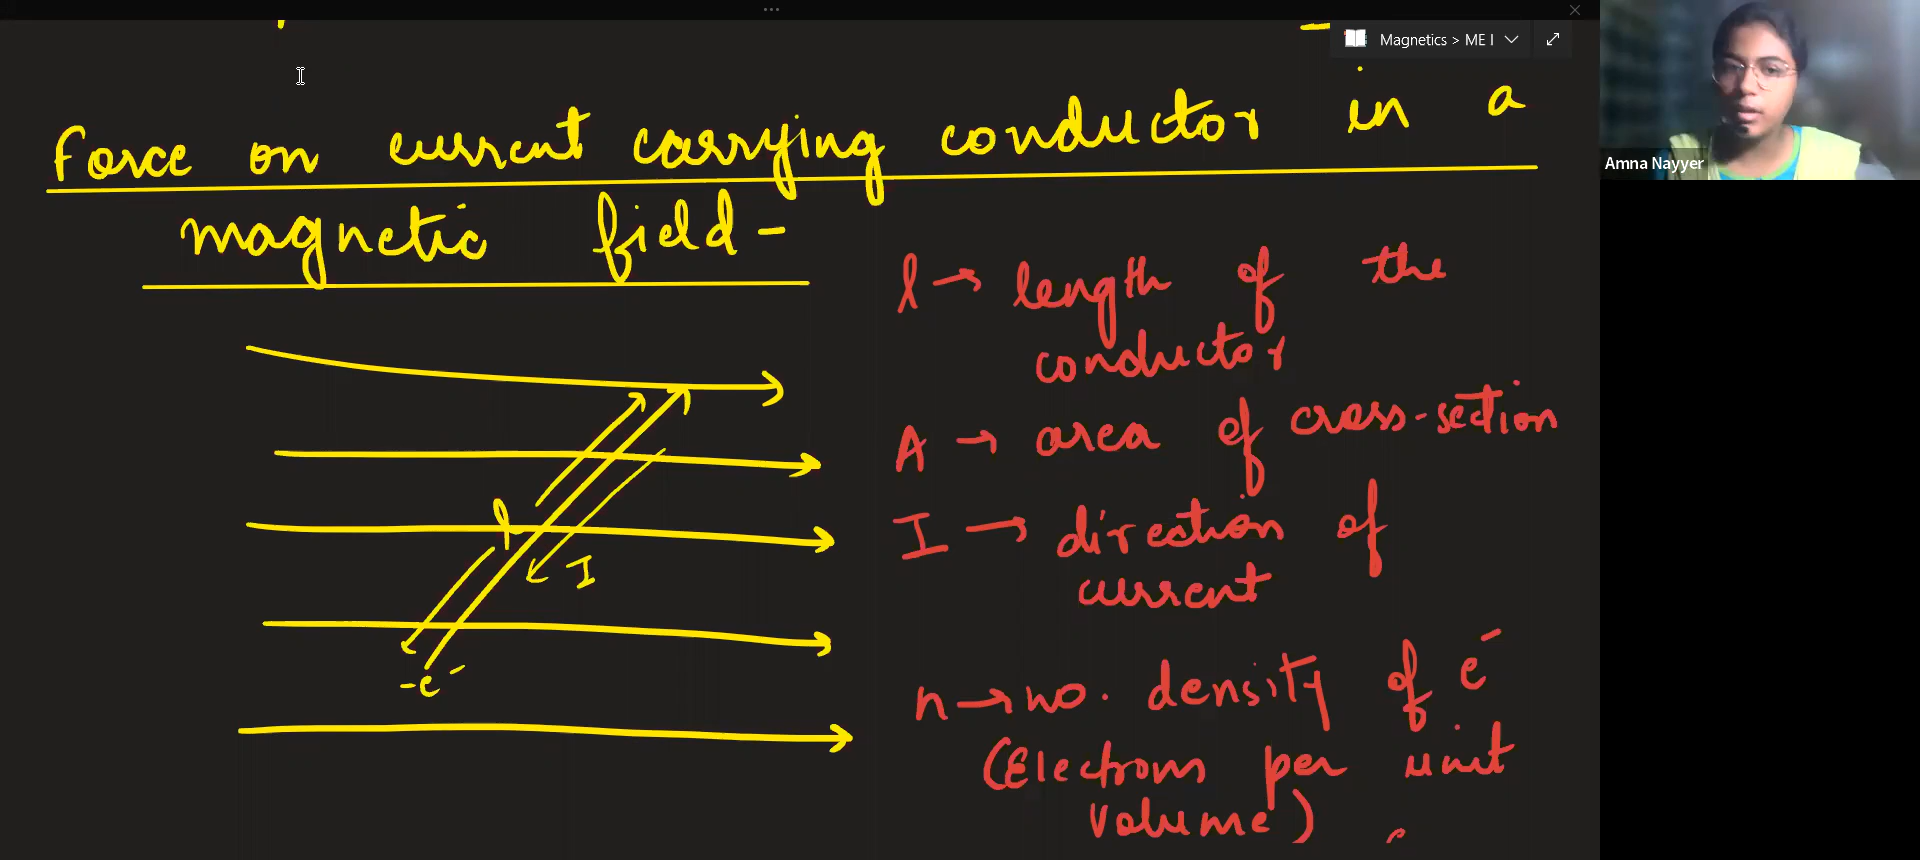 Magnetics > ME I
Amna Nayyer
Force on current carrying conductor in a
magnetic field-
l → length of the
conductor
A → area of cross-section
I → direction of
current
n → no. density of e⁻
(Electrons per unit
volume)
l
I
-e⁻